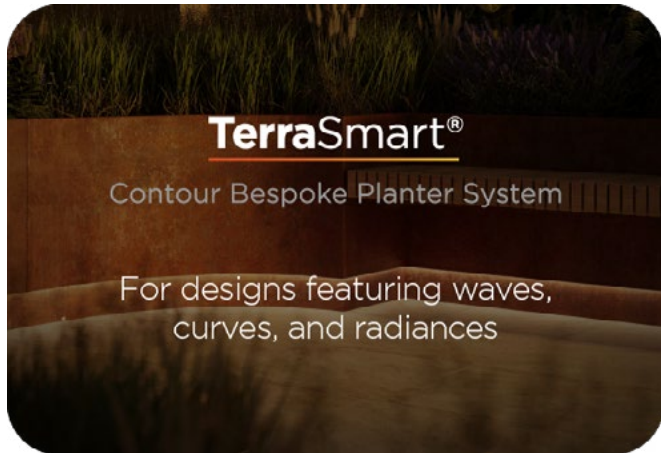 TerraSmart®
Contour Bespoke Planter System
For designs featuring waves,
curves, and radiances